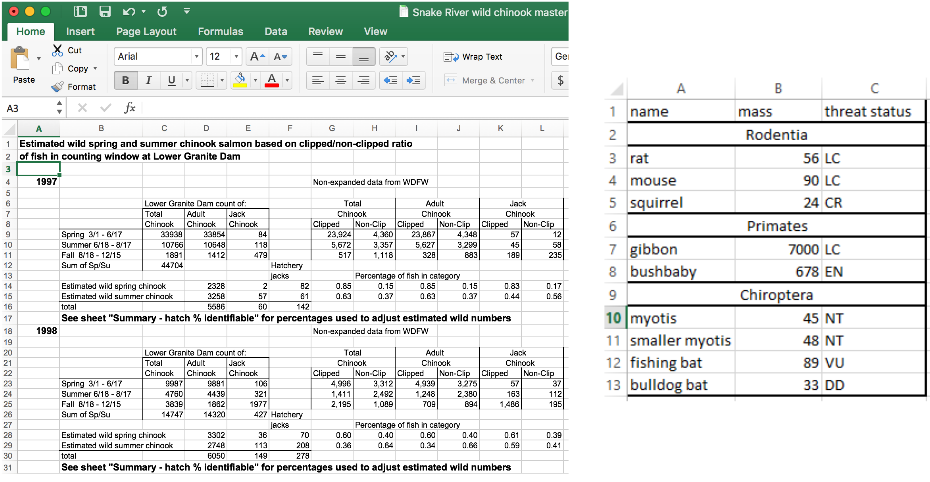 Snake River wild chinook master
Home Insert Page Layout Formulas Data Review View
Paste
Cut
Copy
Format
Arial 12 A A
B I U A
Wrap Text
Merge & Center
Ge
$
A3 fx
A B C D E F G H I J K L
1 Estimated wild spring and summer chinook salmon based on clipped/non-clipped ratio
2 of fish in counting window at Lower Granite Dam
3
4 1997 Non-expanded data from WDFW
5
6 Lower Granite Dam count of: Total Adult Jack
7 Total Adult Jack Chinook Chinook Chinook
8 Chinook Chinook Chinook Clipped Non-Clip Clipped Non-Clip Clipped Non-Clip
9 Spring 3/1 - 6/17 33938 33854 84 23,924 4,360 23,867 4,348 57 12
10 Summer 6/18 - 8/17 10766 10648 118 5,672 3,357 5,627 3,299 45 58
11 Fall 8/18 - 12/15 1891 1412 479 517 1,118 328 883 189 235
12 Sum of Sp/Su 44704 Hatchery
13 jacks Percentage of fish in category
14 Estimated wild spring chinook 2328 2 82 0.85 0.15 0.85 0.15 0.83 0.17
15 Estimated wild summer chinook 3258 57 61 0.63 0.37 0.63 0.37 0.44 0.56
16 total 5586 60 142
17 See sheet "Summary - hatch % identifiable" for percentages used to adjust estimated wild numbers
18 1998 Non-expanded data from WDFW
19
20 Lower Granite Dam count of: Total Adult Jack
21 Total Adult Jack Chinook Chinook Chinook
22 Chinook Chinook Chinook Clipped Non-Clip Clipped Non-Clip Clipped Non-Clip
23 Spring 3/1 - 6/17 9987 9881 106 4,996 3,312 4,939 3,275 57 37
24 Summer 6/18 - 8/17 4760 4439 321 1,411 2,492 1,248 2,380 163 112
25 Fall 8/18 - 12/15 3839 1862 1977 2,195 1,089 709 894 1,486 195
26 Sum of Sp/Su 14747 14320 427 Hatchery
27 jacks Percentage of fish in category
28 Estimated wild spring chinook 3302 36 70 0.60 0.40 0.60 0.40 0.61 0.39
29 Estimated wild summer chinook 2748 113 208 0.36 0.64 0.34 0.66 0.59 0.41
30 total 6050 149 278
31 See sheet "Summary - hatch % identifiable" for percentages used to adjust estimated wild numbers
A B C
1 name mass threat status
2 Rodentia
3 rat 56 LC
4 mouse 90 LC
5 squirrel 24 CR
6 Primates
7 gibbon 7000 LC
8 bushbaby 678 EN
9 Chiroptera
10 myotis 45 NT
11 smaller myotis 48 NT
12 fishing bat 89 VU
13 bulldog bat 33 DD